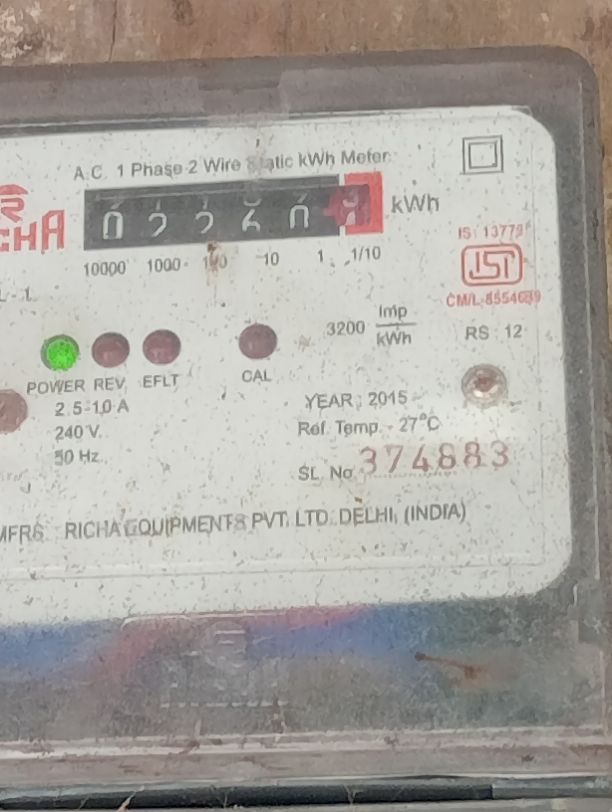 A.C. 1 Phase 2 Wire Static kWh Meter
kWh
10000 1000 100 10 1 1/10
IS: 13779
ISI
CM/L-8554689
3200 Imp/kWh
RS - 12
POWER REV. EFLT CAL
2.5-10 A
240 V.
50 Hz.
YEAR : 2015
Ref. Temp. - 27°C
SL. No. 374883
MFRS RICHA EQUIPMENTS PVT. LTD. DELHI, (INDIA)